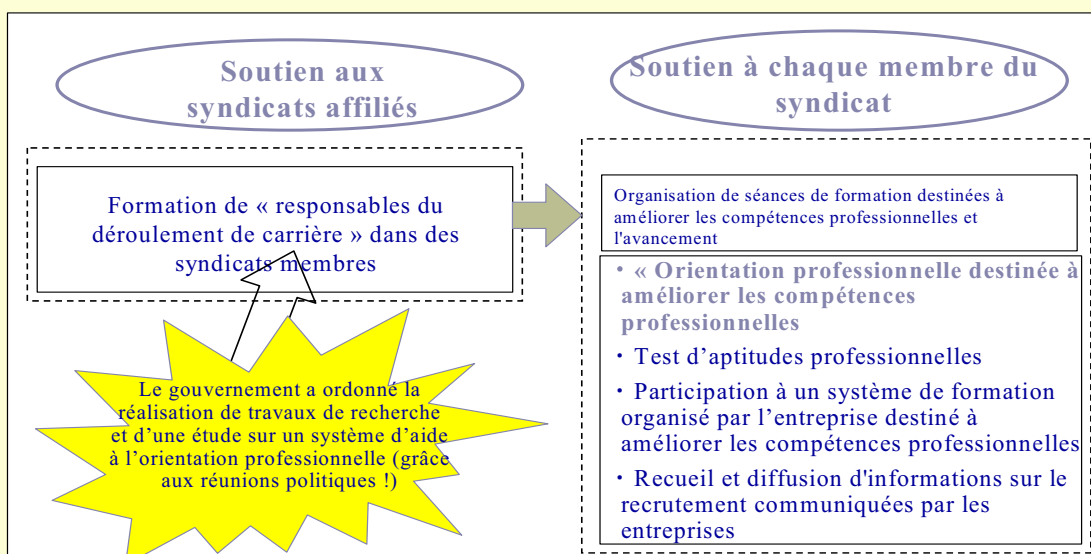 Soutien aux
syndicats affiliés
Formation de « responsables du
déroulement de carrière » dans des
syndicats membres
Le gouvernement a ordonné la
réalisation de travaux de recherche
et d’une étude sur un système d’aide
à l’orientation professionnelle (grâce
aux réunions politiques !)
Soutien à chaque membre du
syndicat
Organisation de séances de formation destinées à
améliorer les compétences professionnelles et
l'avancement
・« Orientation professionnelle destinée à
améliorer les compétences
professionnelles
・Test d’aptitudes professionnelles
・Participation à un système de formation
organisé par l’entreprise destiné à
améliorer les compétences professionnelles
・Recueil et diffusion d'informations sur le
recrutement communiquées par les
entreprises